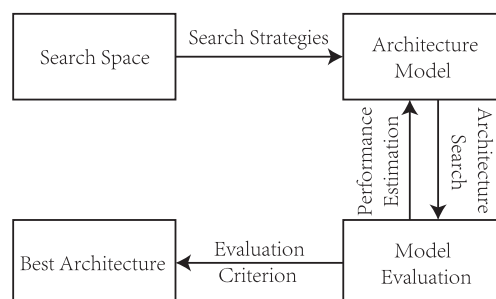 Search Space
Search Strategies
Architecture
Model
Performance
Estimation
Architecture
Search
Best Architecture
Evaluation
Criterion
Model
Evaluation